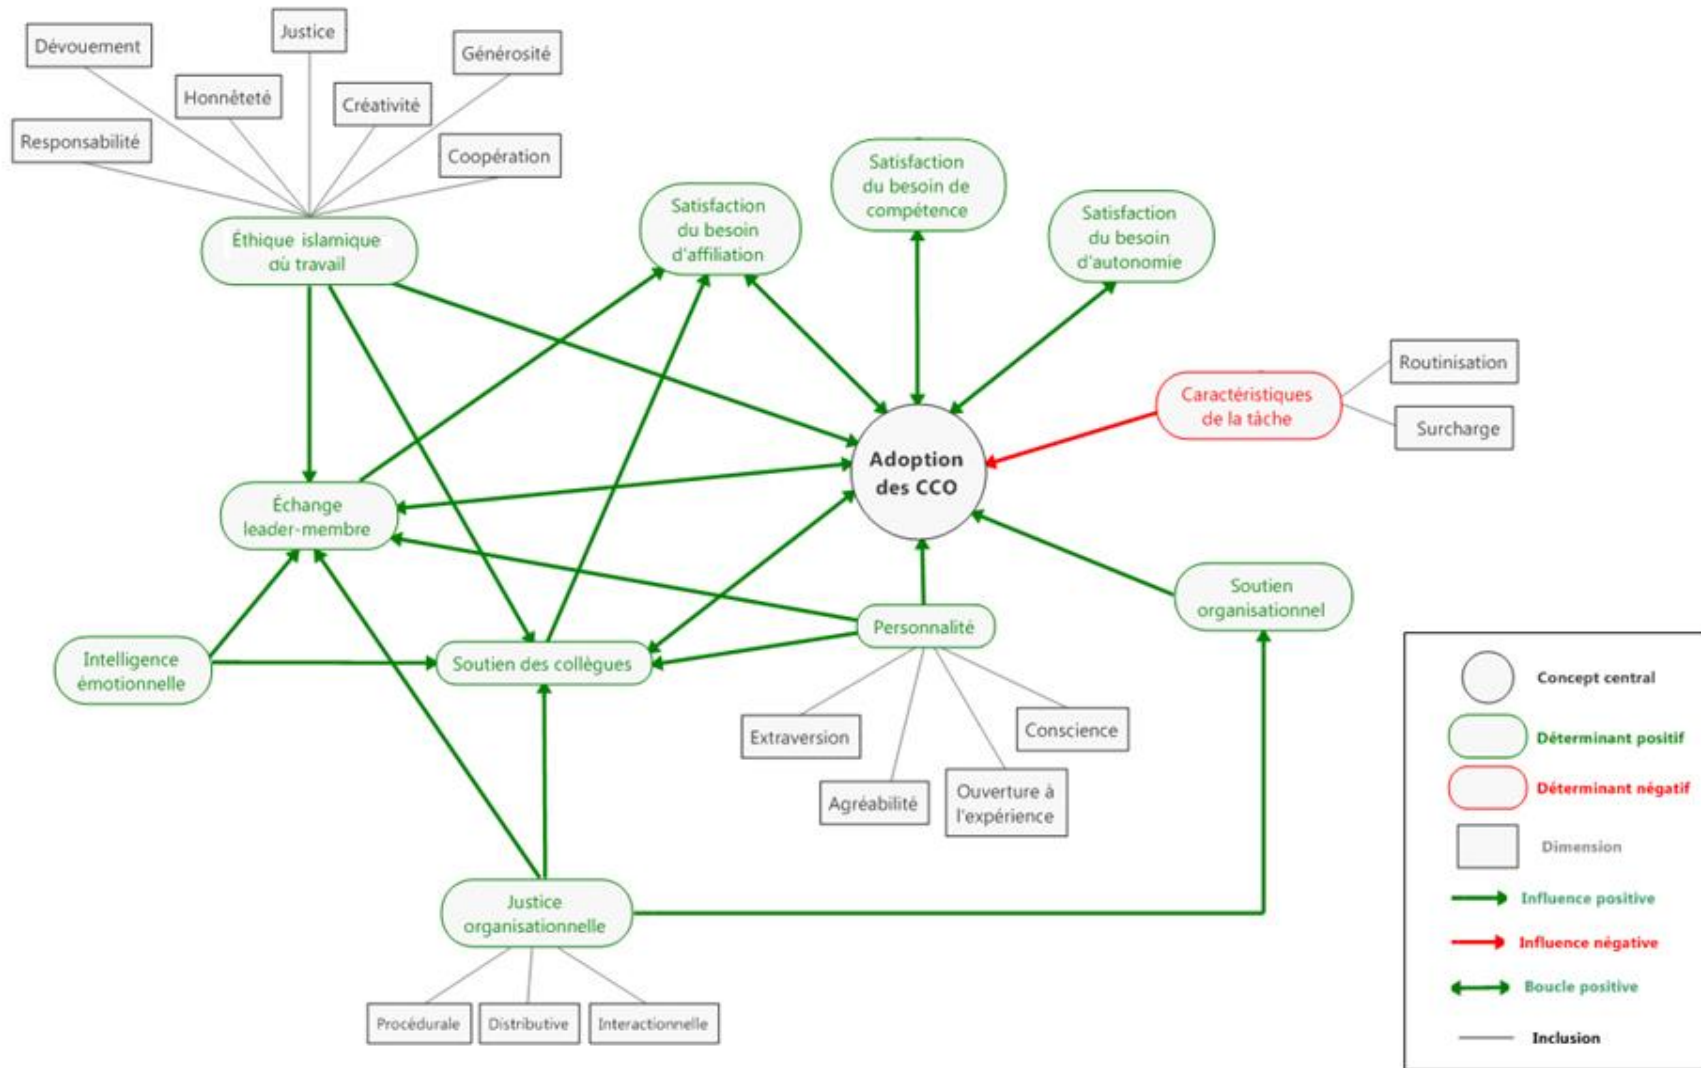 Dévouement
Justice
Générosité
Honnêteté
Créativité
Responsabilité
Coopération
Satisfaction
du besoin de
compétence
Satisfaction
du besoin
d'affiliation
Satisfaction
du besoin
d'autonomie
Éthique islamique
dù travail
Routinisation
Caractéristiques
de la tâche
Surcharge
Adoption
des CCO
Échange
leader-membre
Soutien
organisationnel
Personnalité
Intelligence
émotionnelle
Soutien des collègues
Extraversion
Conscience
Agréabilité
Ouverture à
l'expérience
Justice
organisationnelle
Procédurale
Distributive
Interactionnelle
Concept central
Déterminant positif
Déterminant négatif
Dimension
Influence positive
Influence négative
Boucle positive
Inclusion